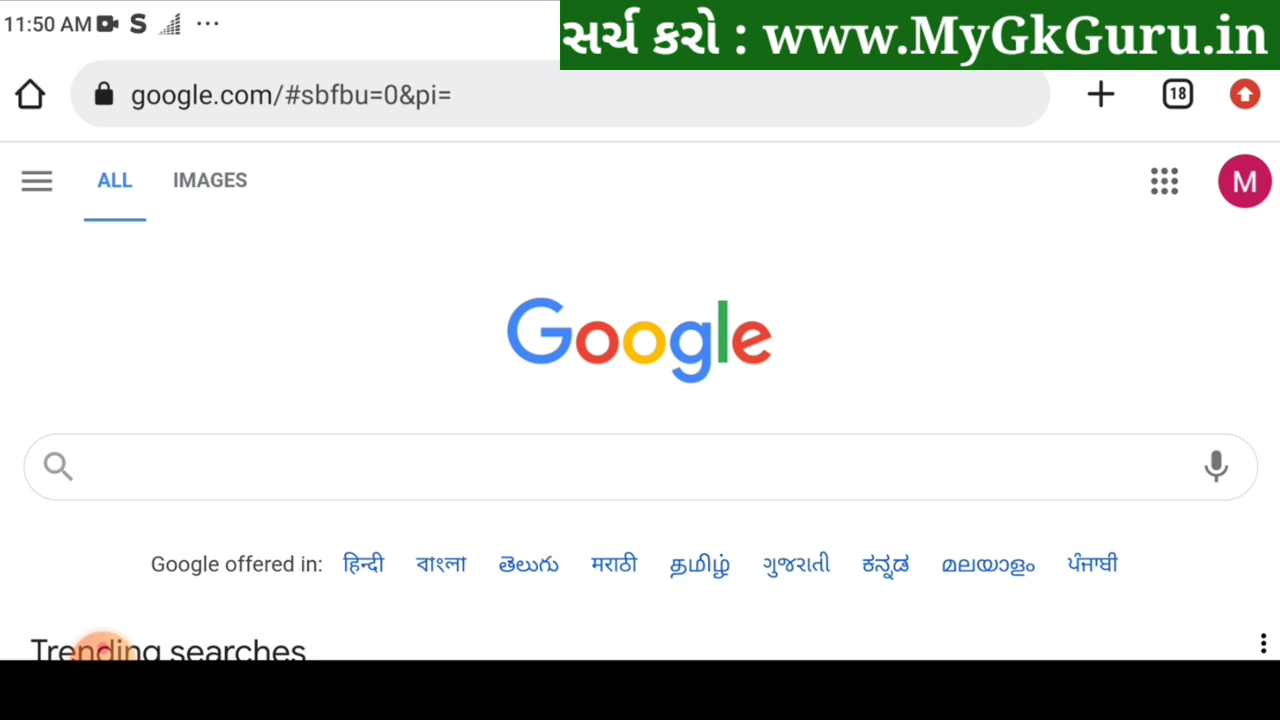 11:50 AM S ...
સર્ચ કરો : www.MyGkGuru.in
google.com/#sbfbu=0&pi=
18
ALL IMAGES
M
Google
Google offered in: हिन्दी বাংলা తెలుగు मराठी தமிழ் ગુજરાતી ಕನ್ನಡ മലയാളം ਪੰਜਾਬੀ
Trending searches